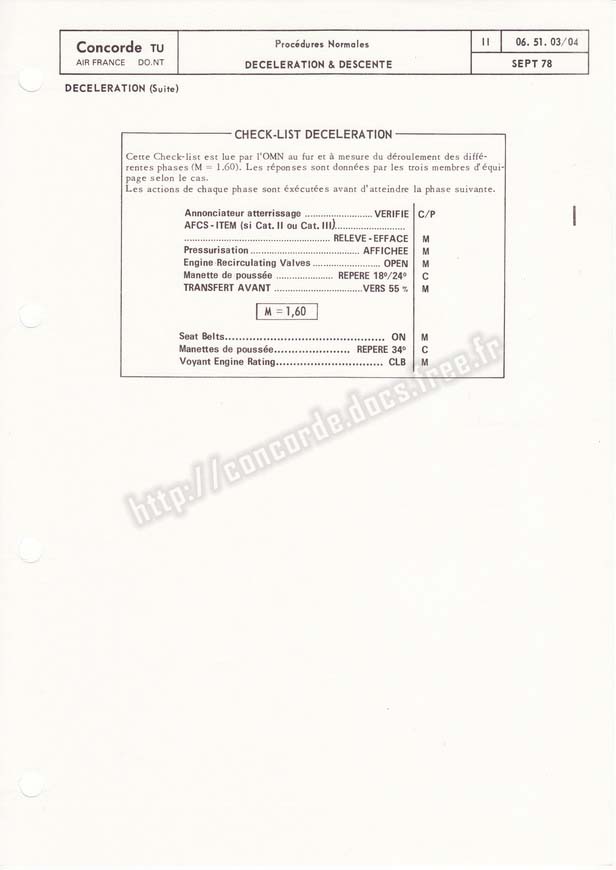 Concorde TU
AIR FRANCE DO.NT
Procédures Normales
DECELERATION & DESCENTE
II
06. 51. 03/04
SEPT 78
DECELERATION (Suite)
CHECK-LIST DECELERATION
Cette Check-list est lue par l'OMN au fur et à mesure du déroulement des diffé-
rentes phases (M = 1,60). Les réponses sont données par les trois membres d'équi-
page selon le cas.
Les actions de chaque phase sont éxécutées avant d'atteindre la phase suivante.
Annonciateur atterrissage .......................... VERIFIE C/P
AFCS - ITEM (si Cat. II ou Cat. III)...........................
........................................................ RELEVE - EFFACE M
Pressurisation .......................................... AFFICHEE M
Engine Recirculating Valves .......................... OPEN M
Manette de poussée ...................... REPERE 18°/24° C
TRANSFERT AVANT ..................................VERS 55 % M
M = 1,60
Seat Belts.............................................. ON M
Manettes de poussée...................... REPERE 34° C
Voyant Engine Rating............................... CLB M
http://concorde.docs.free.fr